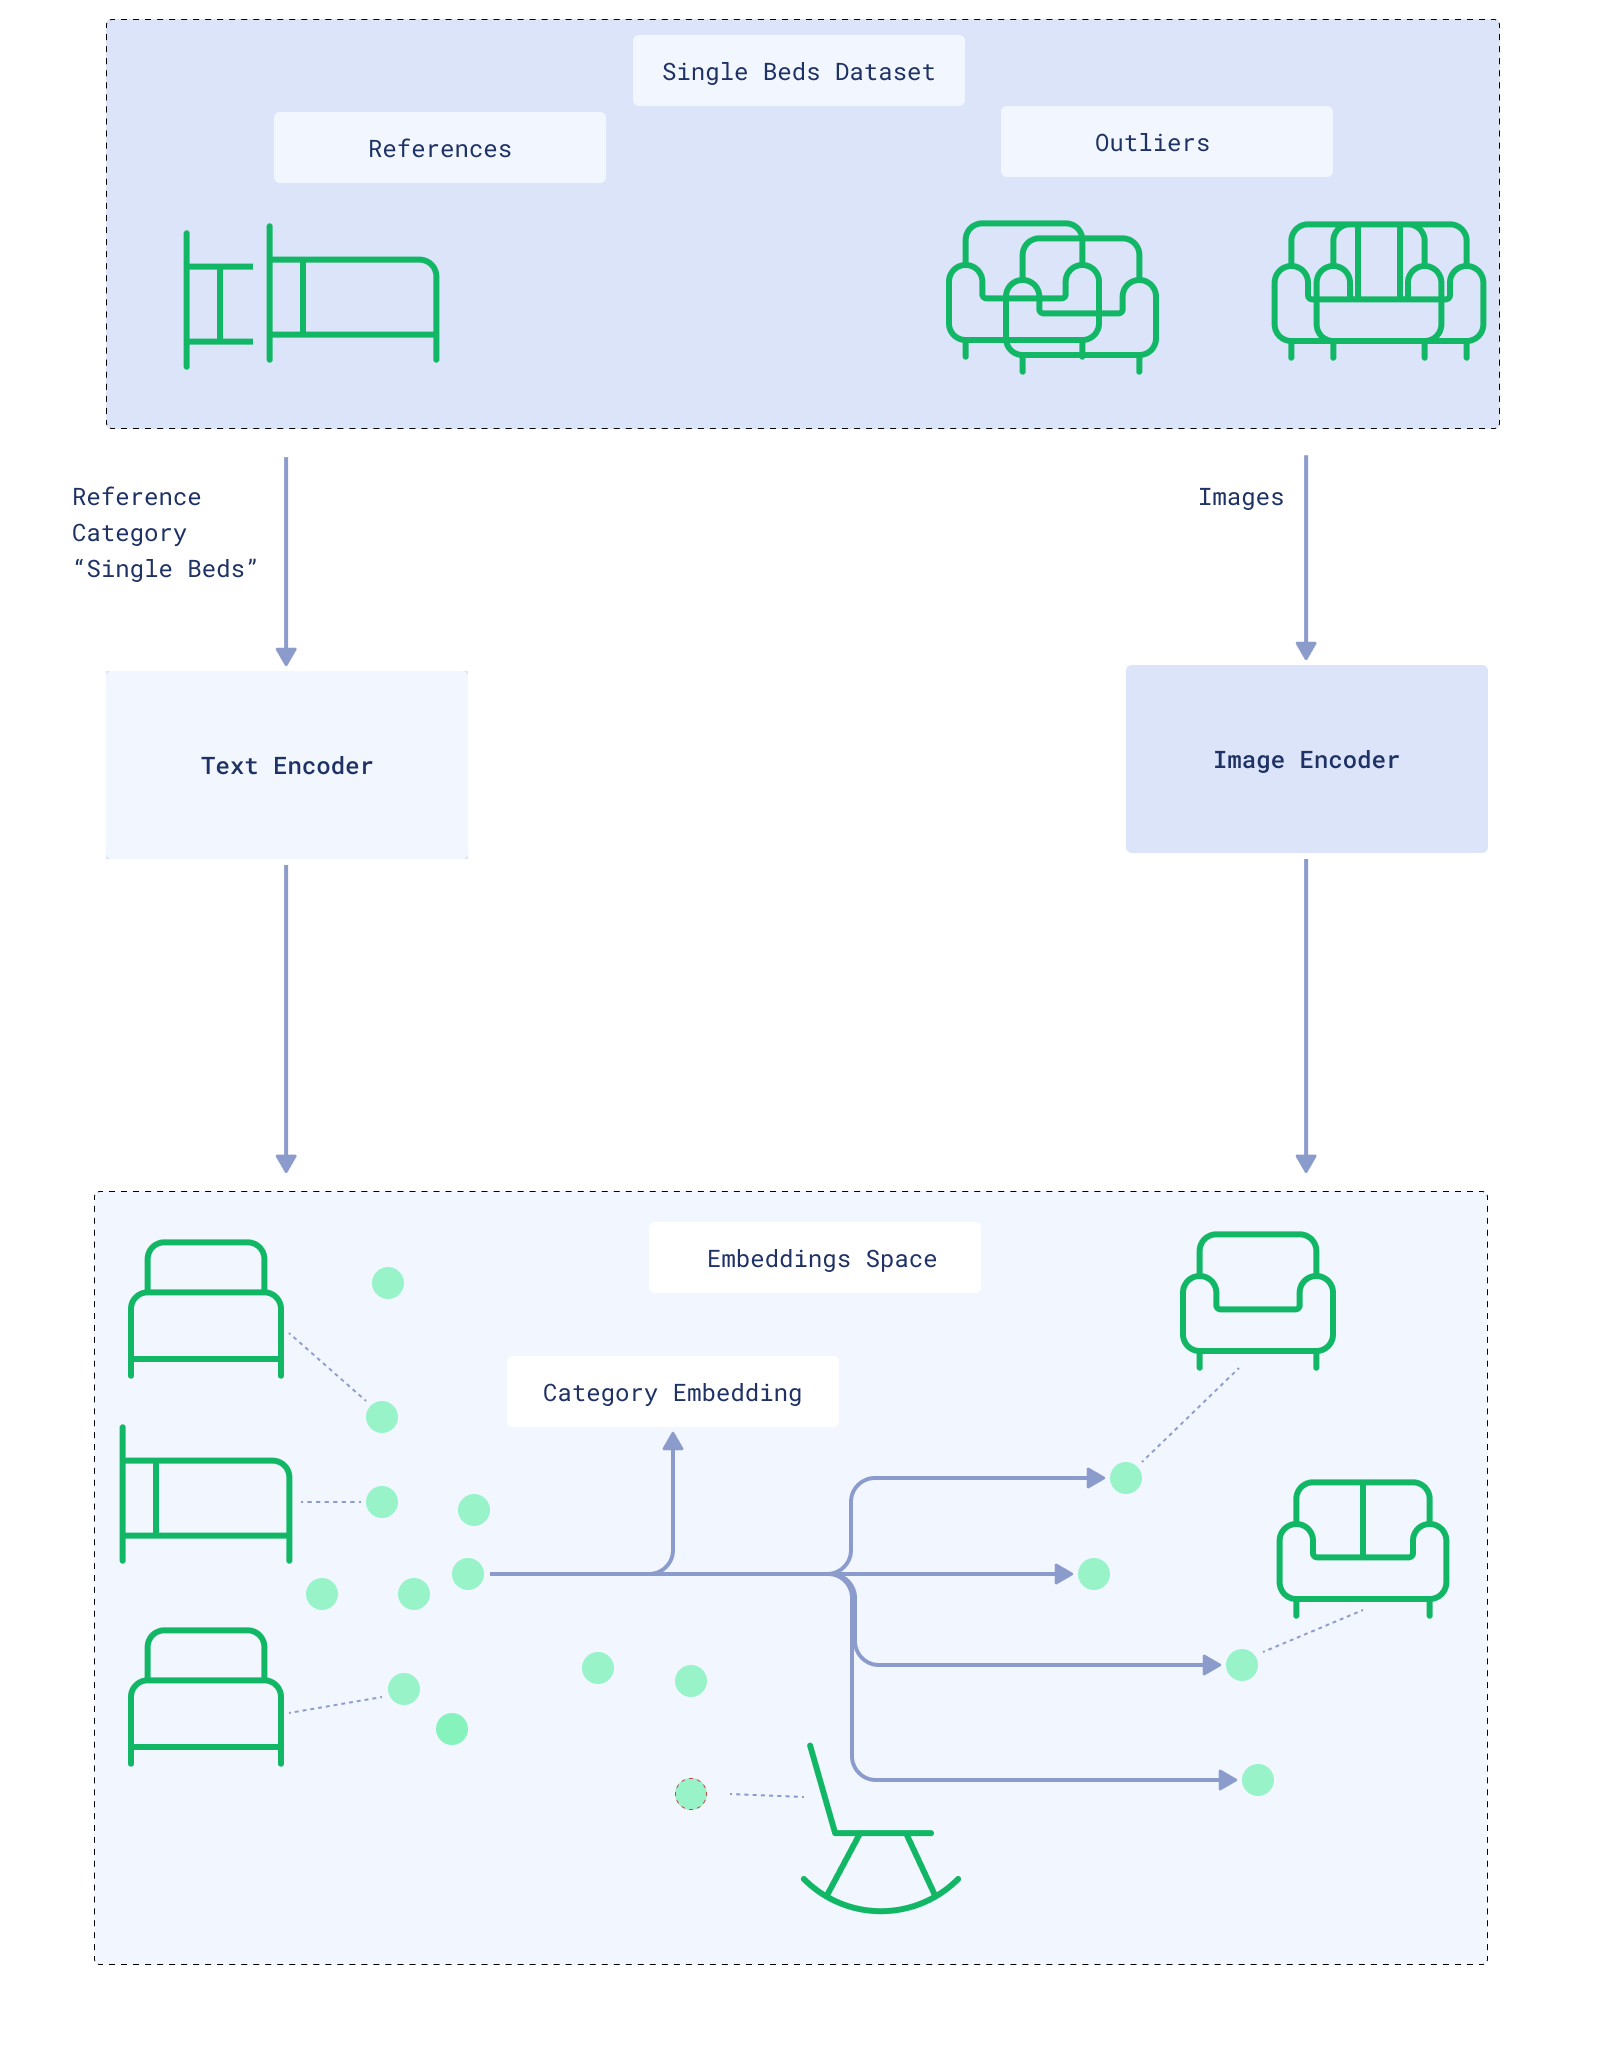 Single Beds Dataset
References
Outliers
Reference
Category
“Single Beds”
Images
Text Encoder
Image Encoder
Embeddings Space
Category Embedding